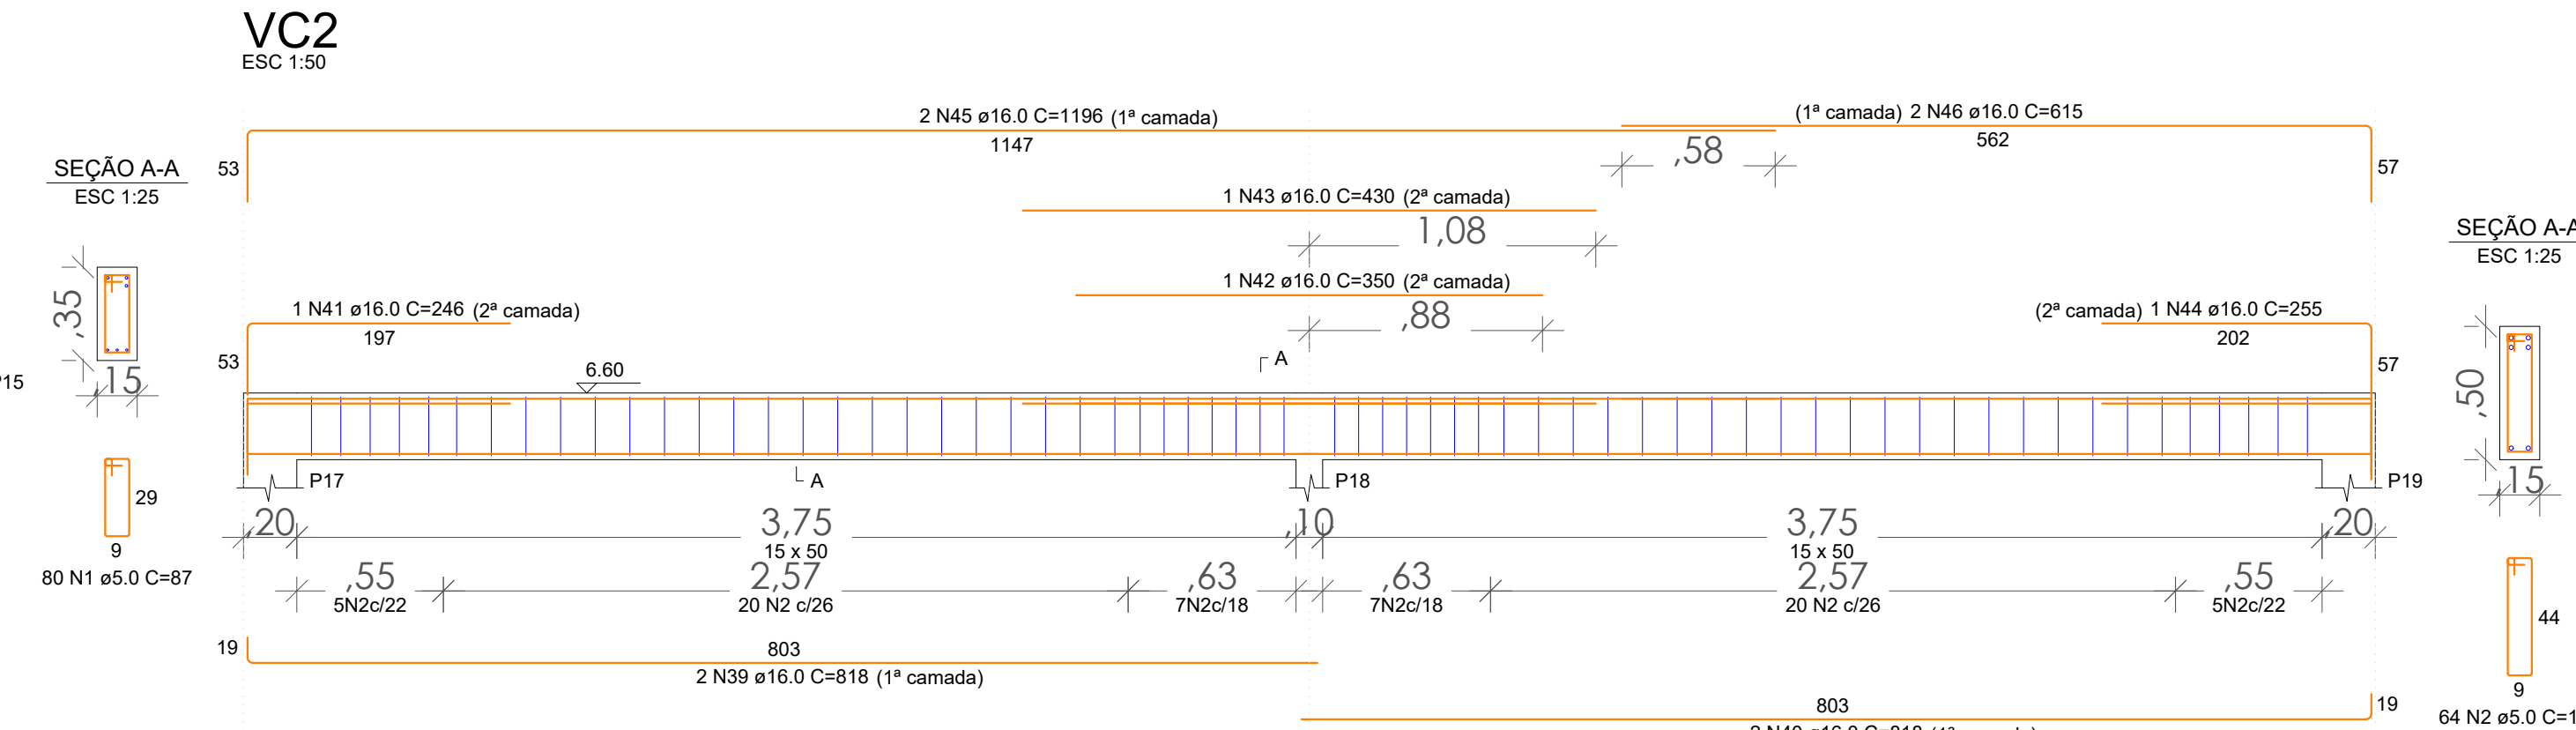 VC2
ESC 1:50
2 N45 ø16.0 C=1196 (1ª camada)
1147
53
(1ª camada) 2 N46 ø16.0 C=615
562
57
,58
SEÇÃO A-A
ESC 1:25
,35
,15
29
9
80 N1 ø5.0 C=87
1 N43 ø16.0 C=430 (2ª camada)
1,08
1 N42 ø16.0 C=350 (2ª camada)
,88
1 N41 ø16.0 C=246 (2ª camada)
197
53
(2ª camada) 1 N44 ø16.0 C=255
202
57
A
6.60
P17
A
P18
P19
,20
3,75
,10
3,75
,20
15 x 50
15 x 50
,55
2,57
,63
,63
2,57
,55
5N2c/22
20 N2 c/26
7N2c/18
7N2c/18
20 N2 c/26
5N2c/22
19
803
2 N39 ø16.0 C=818 (1ª camada)
803
19
2 N40 ø16.0 C=818 (1ª camada)
SEÇÃO A-A
ESC 1:25
,50
,15
44
9
64 N2 ø5.0 C=1